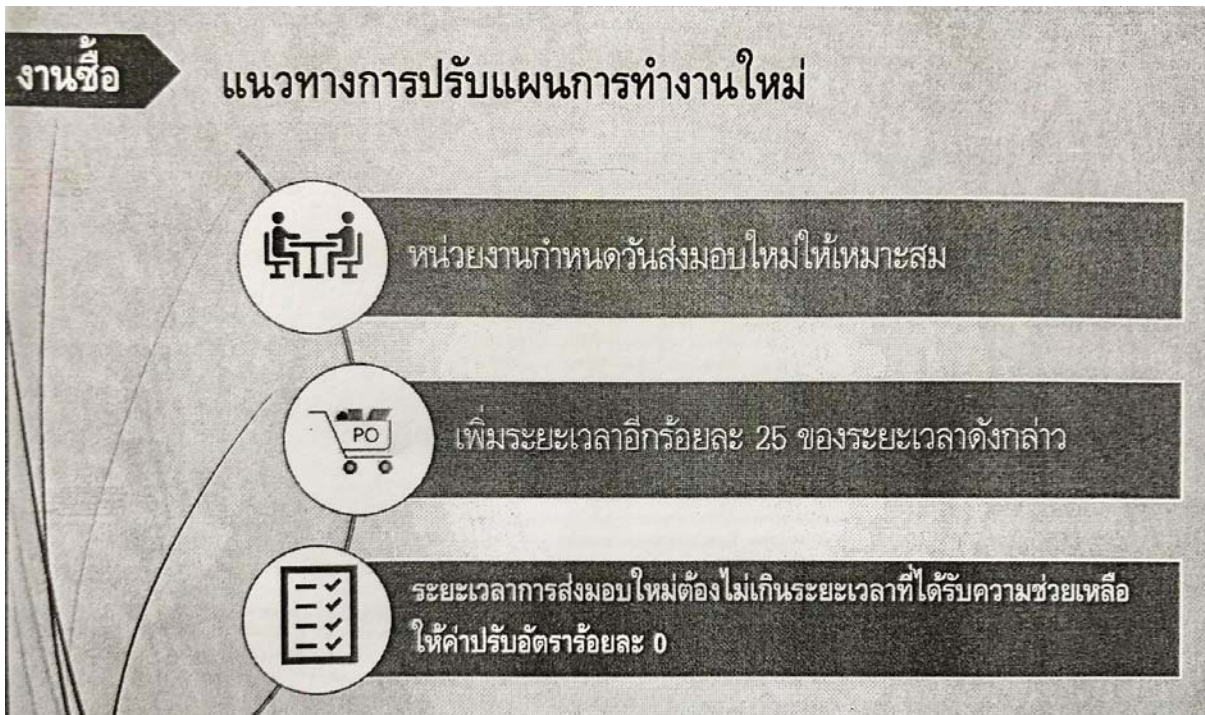 งานซื้อ
แนวทางการปรับแผนการทำงานใหม่
หน่วยงานกำหนดวันส่งมอบใหม่ให้เหมาะสม
PO
เพิ่มระยะเวลาอีกร้อยละ 25 ของระยะเวลาดังกล่าว
ระยะเวลาการส่งมอบใหม่ต้องไม่เกินระยะเวลาที่ได้รับความช่วยเหลือ
ให้ค่าปรับอัตราร้อยละ 0